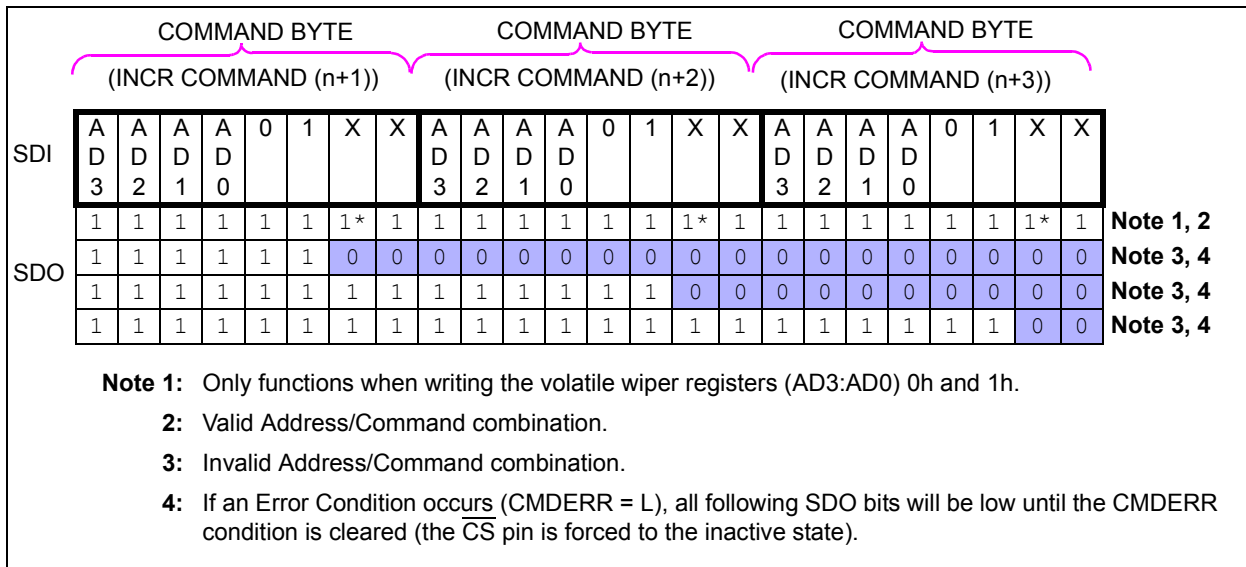 COMMAND BYTE COMMAND BYTE COMMAND BYTE
(INCR COMMAND (n+1)) (INCR COMMAND (n+2)) (INCR COMMAND (n+3))
SDI
A A A A 0 1 X X A A A A 0 1 X X A A A A 0 1 X X
D D D D D D D D D D D D
3 2 1 0 3 2 1 0 3 2 1 0
SDO
1 1 1 1 1 1 1* 1 1 1 1 1 1 1 1* 1 1 1 1 1 1 1 1* 1 Note 1, 2
1 1 1 1 1 1 0 0 0 0 0 0 0 0 0 0 0 0 0 0 0 0 0 0 Note 3, 4
1 1 1 1 1 1 1 1 1 1 1 1 1 1 0 0 0 0 0 0 0 0 0 0 Note 3, 4
1 1 1 1 1 1 1 1 1 1 1 1 1 1 1 1 1 1 1 1 1 1 0 0 Note 3, 4
Note 1: Only functions when writing the volatile wiper registers (AD3:AD0) 0h and 1h.
2: Valid Address/Command combination.
3: Invalid Address/Command combination.
4: If an Error Condition occurs (CMDERR = L), all following SDO bits will be low until the CMDERR
condition is cleared (the CS pin is forced to the inactive state).